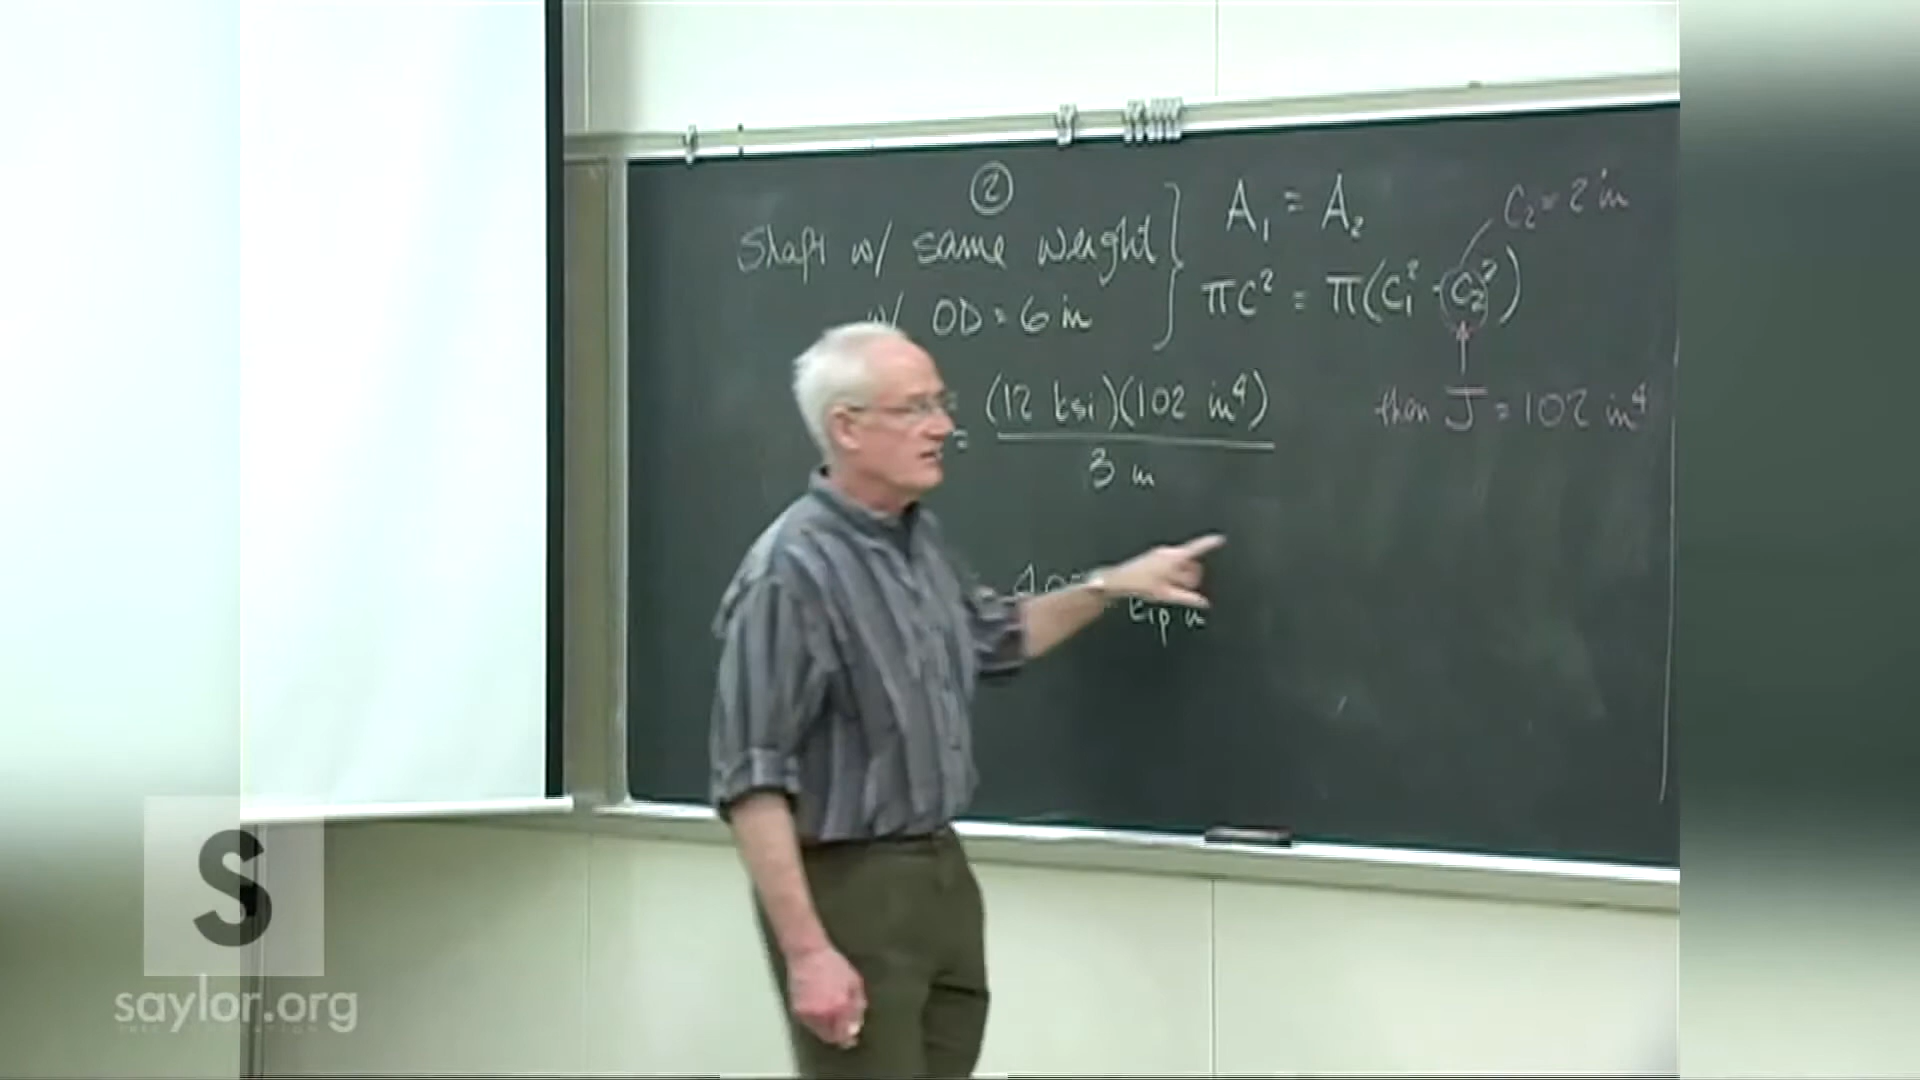 ②
Shaft w/ same weight
w/ OD = 6 in
A₁ = A₂
πC² = π(C₁² - C₂²)
C₂ = 2 in
then J = 102 in⁴
= (12 ksi)(102 in⁴)
3 in
kip in
S
saylor.org